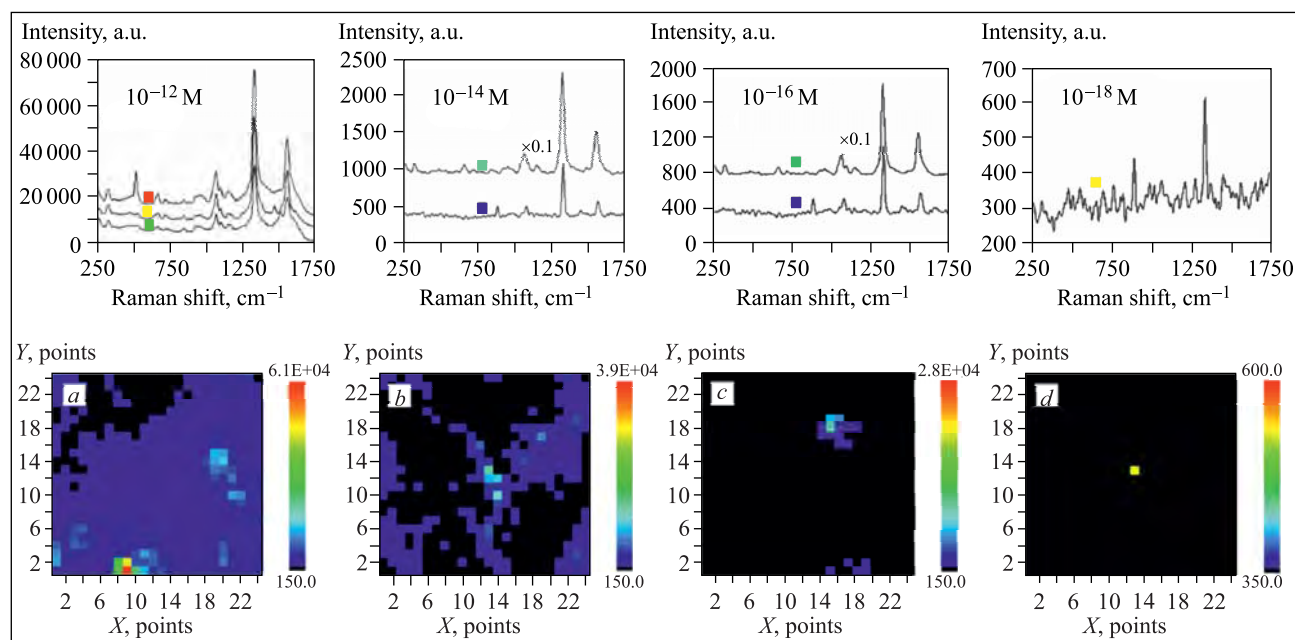 Intensity, a.u. Intensity, a.u. Intensity, a.u. Intensity, a.u.
80 000 2500 2000 700
10⁻¹² M 10⁻¹⁴ M 10⁻¹⁶ M 10⁻¹⁸ M
60 000 2000 1600 600
×0.1 ×0.1
1500 1200 500
40 000
1000 800 400
20 000
500 400 300
0 0 0 200
250 750 1250 1750 250 750 1250 1750 250 750 1250 1750 250 750 1250 1750
Raman shift, cm⁻¹ Raman shift, cm⁻¹ Raman shift, cm⁻¹ Raman shift, cm⁻¹
Y, points 6.1E+04 Y, points 3.9E+04 Y, points 2.8E+04 Y, points 600.0
22 a 22 b 22 c 22 d
18 18 18 18
14 14 14 14
10 10 10 10
6 6 6 6
2 2 2 2
150.0 150.0 150.0 350.0
2 6 10 14 18 22 2 6 10 14 18 22 2 6 10 14 18 22 2 6 10 14 18 22
X, points X, points X, points X, points